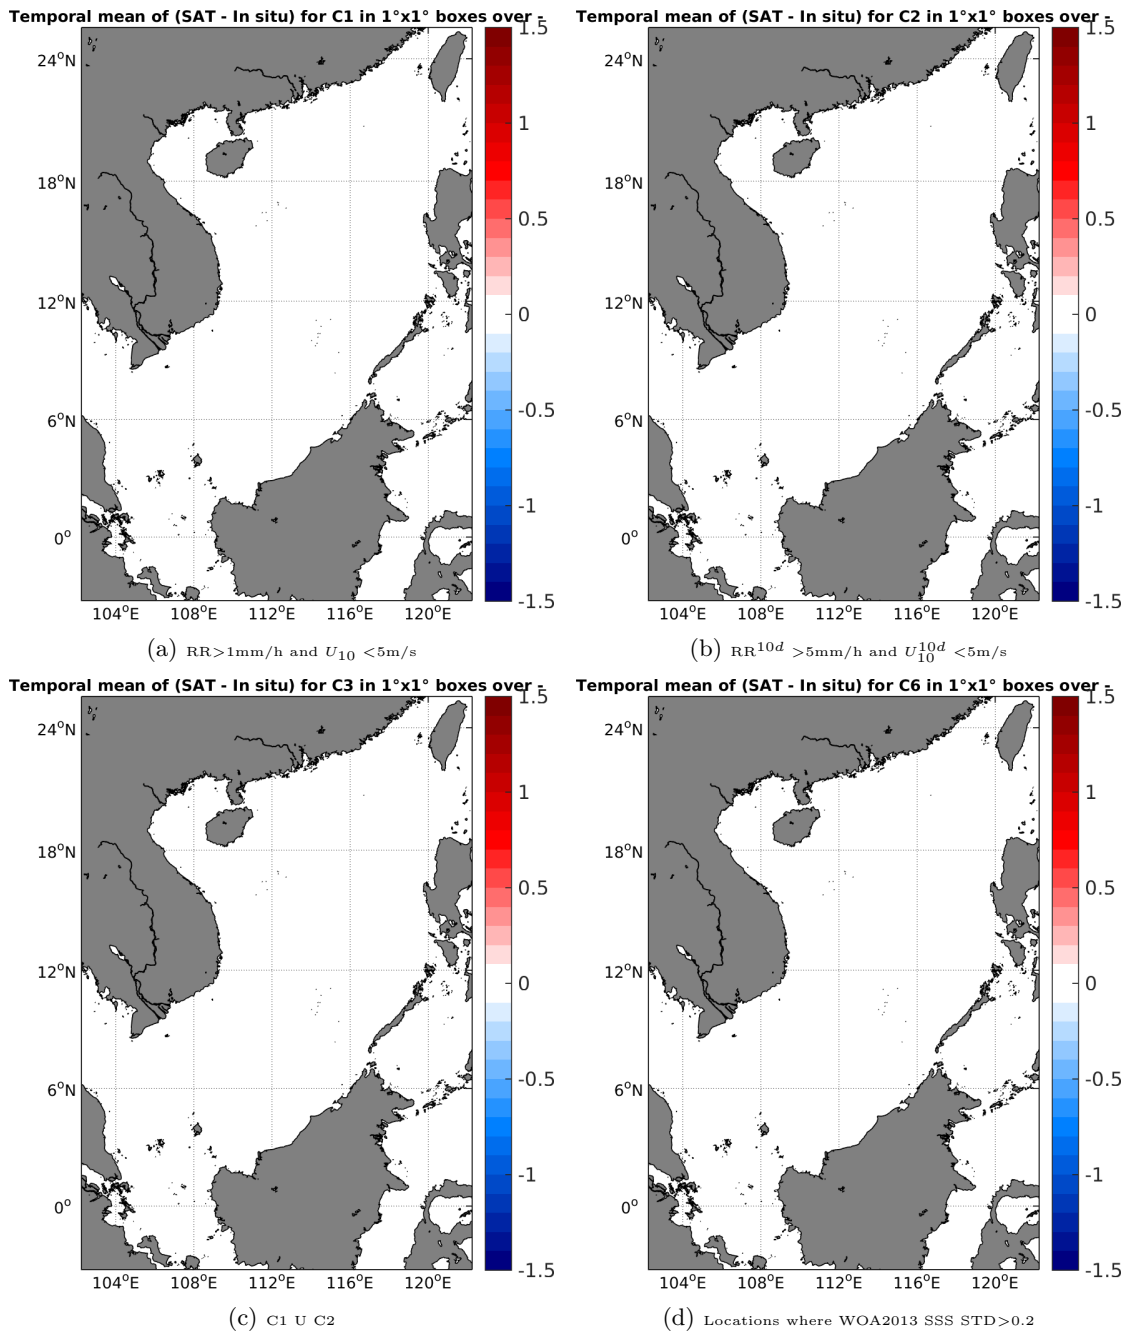 Temporal mean of (SAT - In situ) for C1 in 1°x1° boxes over -
24°N
18°N
12°N
6°N
0°
104°E 108°E 112°E 116°E 120°E
1.5
1
0.5
0
-0.5
-1
-1.5
(a) RR>1mm/h and U10 <5m/s
Temporal mean of (SAT - In situ) for C2 in 1°x1° boxes over -
24°N
18°N
12°N
6°N
0°
104°E 108°E 112°E 116°E 120°E
1.5
1
0.5
0
-0.5
-1
-1.5
(b) RR^10d >5mm/h and U10^10d <5m/s
Temporal mean of (SAT - In situ) for C3 in 1°x1° boxes over -
24°N
18°N
12°N
6°N
0°
104°E 108°E 112°E 116°E 120°E
1.5
1
0.5
0
-0.5
-1
-1.5
(c) C1 U C2
Temporal mean of (SAT - In situ) for C6 in 1°x1° boxes over -
24°N
18°N
12°N
6°N
0°
104°E 108°E 112°E 116°E 120°E
1.5
1
0.5
0
-0.5
-1
-1.5
(d) Locations where WOA2013 SSS STD>0.2